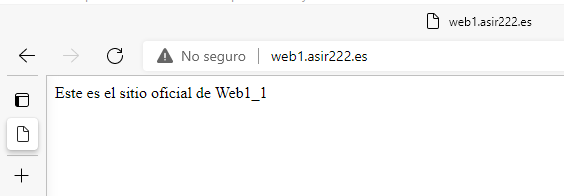 web1.asir222.es
No seguro | web1.asir222.es
Este es el sitio oficial de Web1_1